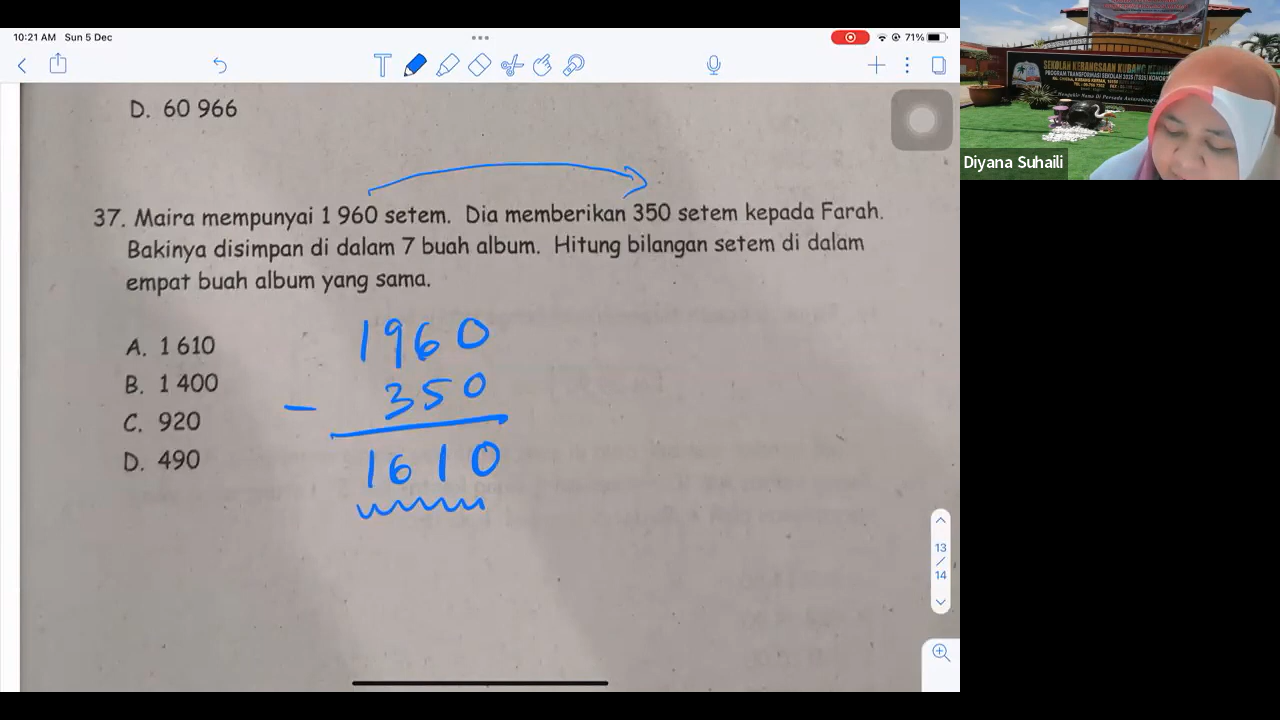 10:21 AM Sun 5 Dec
71%
D. 60 966
37. Maira mempunyai 1 960 setem. Dia memberikan 350 setem kepada Farah.
Bakinya disimpan di dalam 7 buah album. Hitung bilangan setem di dalam
empat buah album yang sama.
A. 1 610
B. 1 400
C. 920
D. 490
1960
- 350
1610
13
/
14
SEKOLAH KEBANGSAAN KUBANG KERIAN
PROGRAM TRANSFORMASI SEKOLAH 2025 (TS25)
Diyana Suhaili